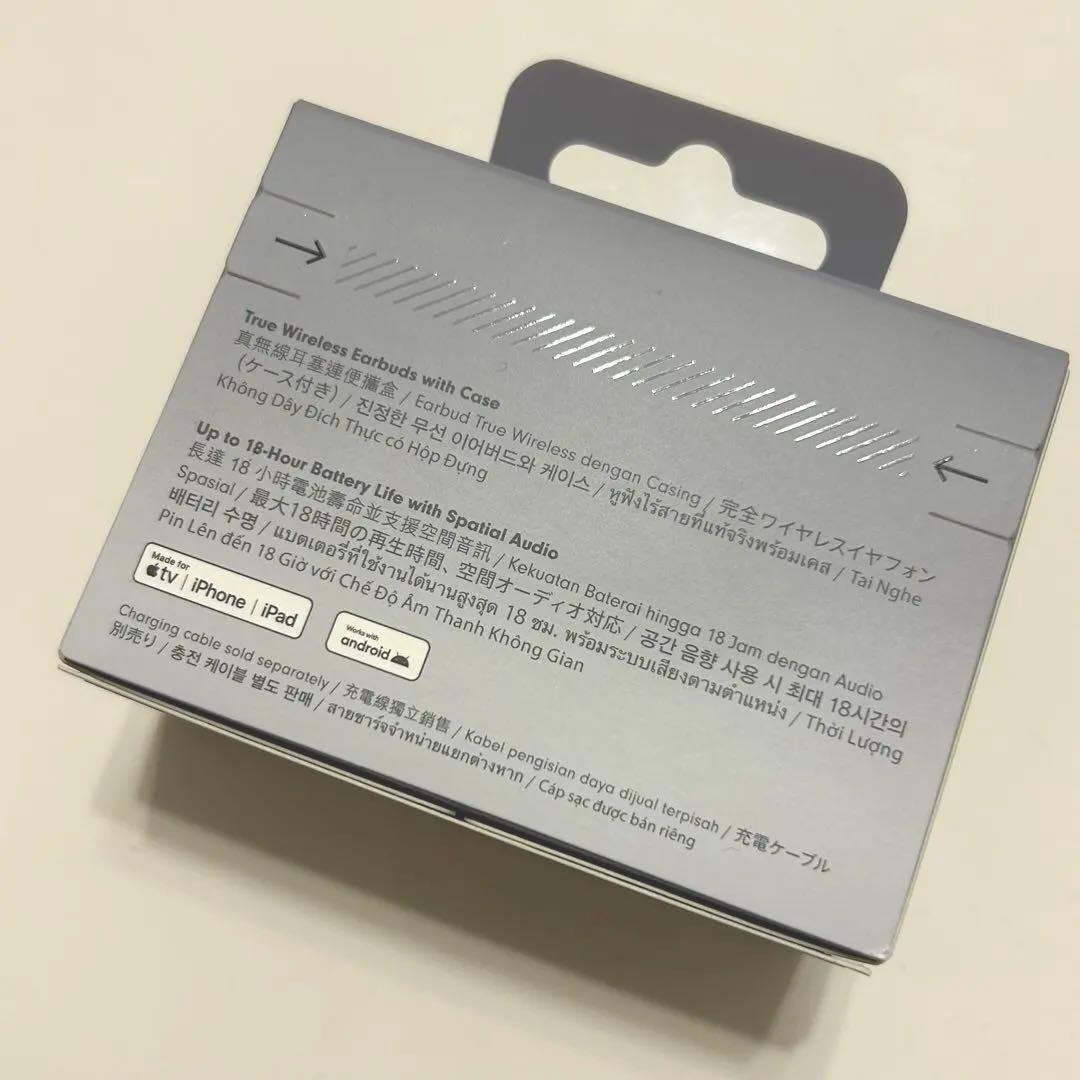 True Wireless Earbuds with Case
真無線耳塞連便攜盒 / Earbud True Wireless dengan Casing / 完全ワイヤレスイヤフォン
(ケース付き) / 진정한 무선 이어버드와 케이스 / หูฟังไร้สายที่แท้จริงพร้อมเคส / Tai Nghe
Không Dây Đích Thực có Hộp Đựng
Up to 18-Hour Battery Life with Spatial Audio
長達 18 小時電池壽命並支援空間音訊 / Kekuatan Baterai hingga 18 Jam dengan Audio
Spasial / 最大18時間の再生時間、空間オーディオ対応 / 공간 음향 사용 시 최대 18시간의
배터리 수명 / แบตเตอรี่ที่ใช้งานได้นานสูงสุด 18 ชม. พร้อมระบบเสียงตามตำแหน่ง / Thời Lượng
Pin Lên đến 18 Giờ với Chế Độ Âm Thanh Không Gian
Made for
tv | iPhone | iPad
Works with
android
Charging cable sold separately / 充電線獨立銷售 / Kabel pengisian daya dijual terpisah / 充電ケーブル
別売り / 충전 케이블 별도 판매 / สายชาร์จจำหน่ายแยกต่างหาก / Cáp sạc được bán riêng